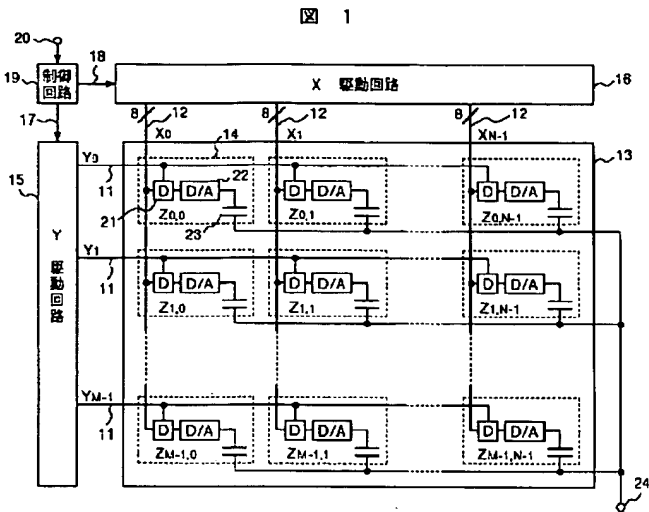 図 1
20
18
19
制御
回路
X 駆動回路
16
17
8
12
8
12
8
12
X0
X1
XN-1
14
13
15
Y0
11
22
D
D/A
D
D/A
D
D/A
21
23
Z0,0
Z0,1
Z0,N-1
Y
駆動回路
Y1
11
D
D/A
D
D/A
D
D/A
Z1,0
Z1,1
Z1,N-1
YM-1
11
D
D/A
D
D/A
D
D/A
ZM-1,0
ZM-1,1
ZM-1,N-1
24